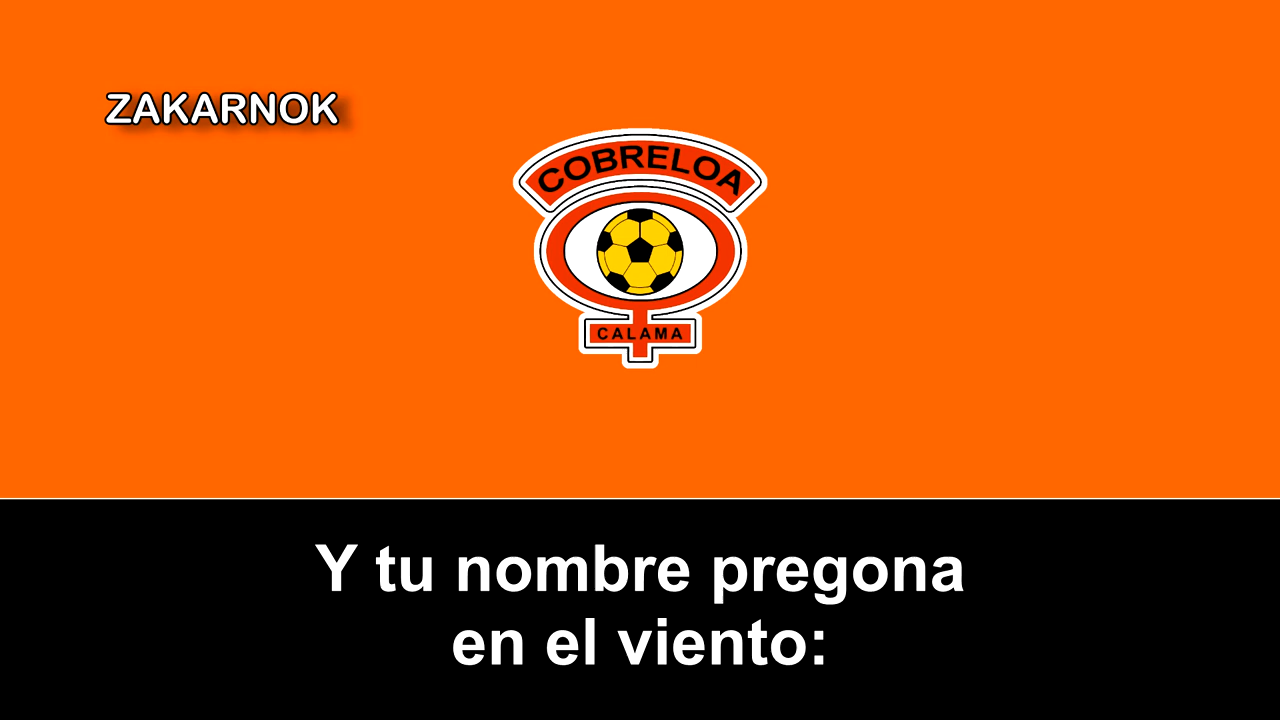 ZAKARNOK
COBRELOA
CALAMA
Y tu nombre pregona
en el viento: